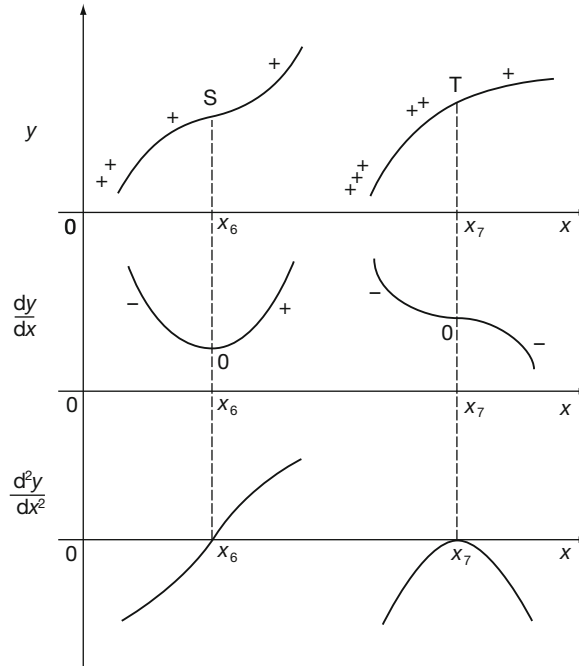 S
T
+
+
+
+ +
+
+
+
+
+
+
y
0
x₆
x₇
x
dy
dx
−
+
−
−
0
0
0
x₆
x₇
x
d²y
dx²
0
x₆
x₇
x